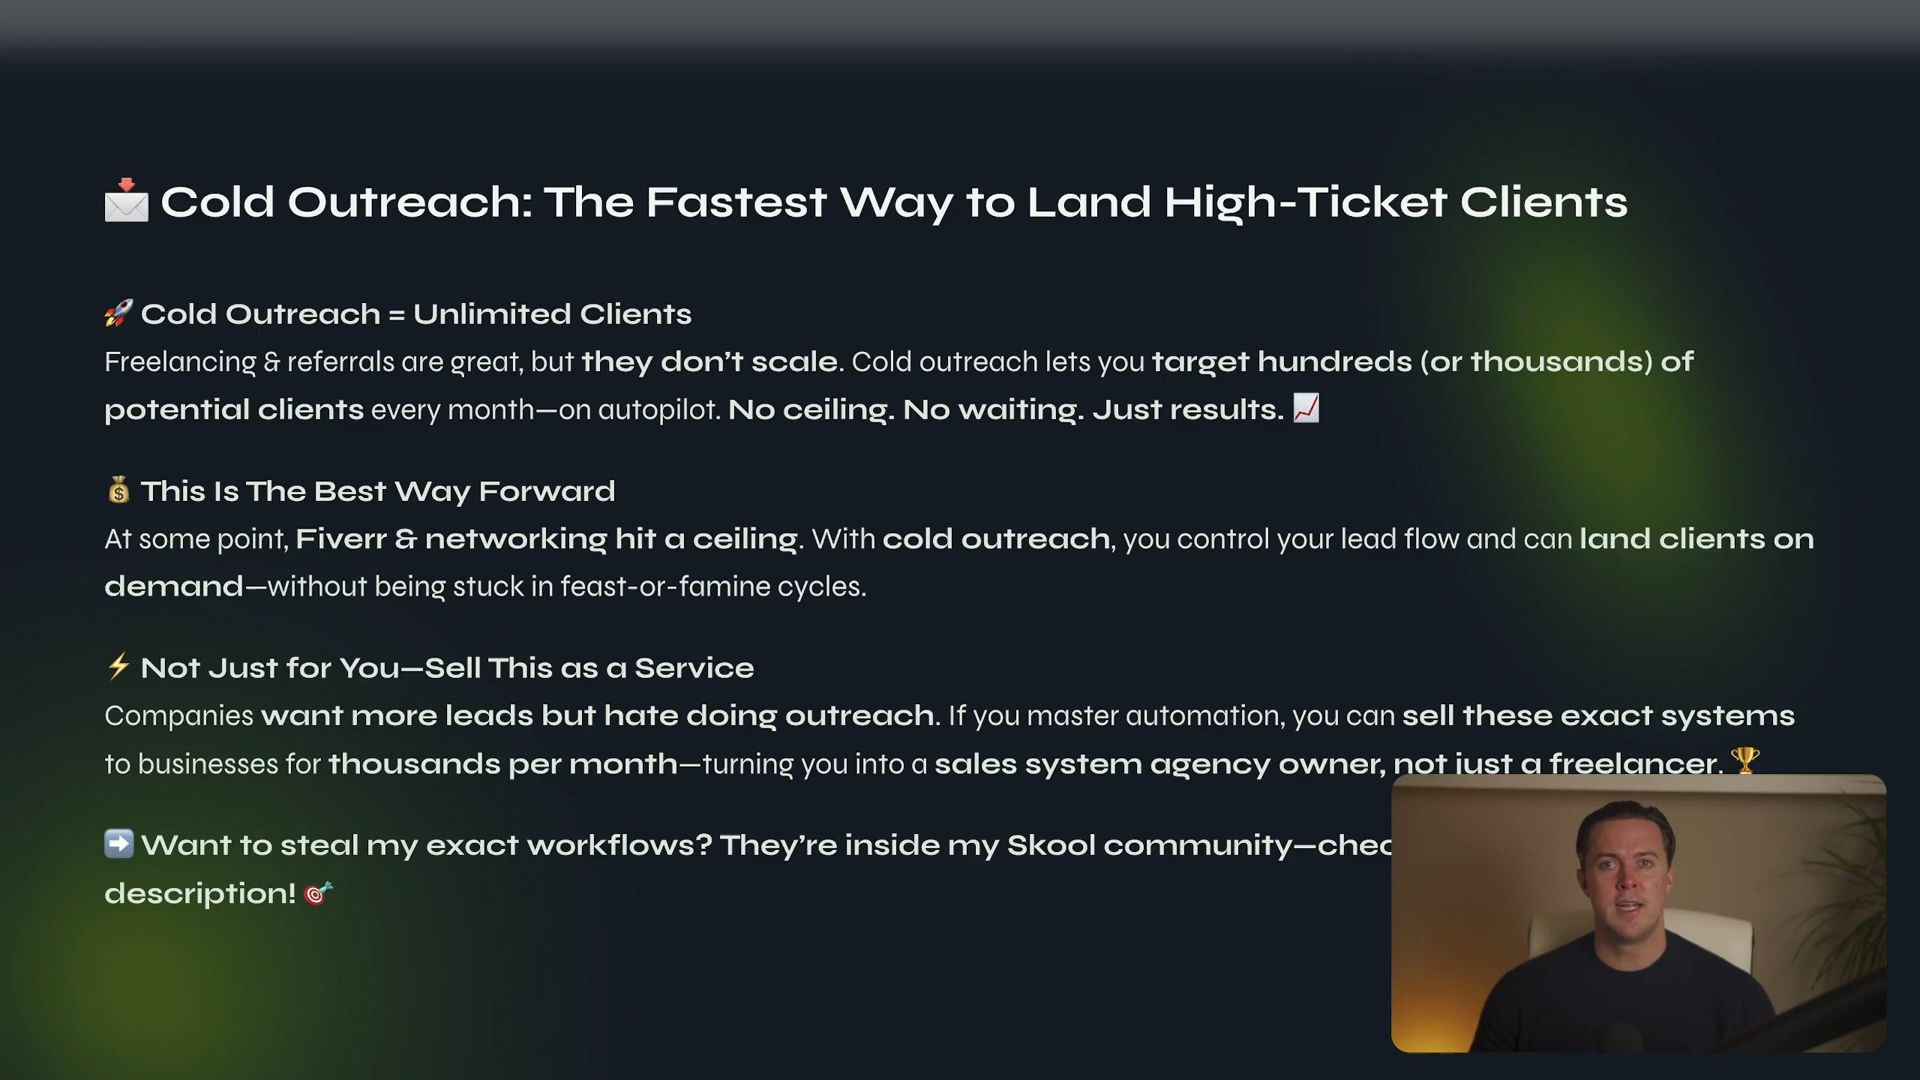 📩 Cold Outreach: The Fastest Way to Land High-Ticket Clients
🚀 Cold Outreach = Unlimited Clients
Freelancing & referrals are great, but they don't scale. Cold outreach lets you target hundreds (or thousands) of
potential clients every month—on autopilot. No ceiling. No waiting. Just results. 📈
💰 This Is The Best Way Forward
At some point, Fiverr & networking hit a ceiling. With cold outreach, you control your lead flow and can land clients on
demand—without being stuck in feast-or-famine cycles.
⚡ Not Just for You—Sell This as a Service
Companies want more leads but hate doing outreach. If you master automation, you can sell these exact systems
to businesses for thousands per month—turning you into a sales system agency owner, not just a freelancer. 🏆
➡️ Want to steal my exact workflows? They're inside my Skool community—chec
description! 🎯